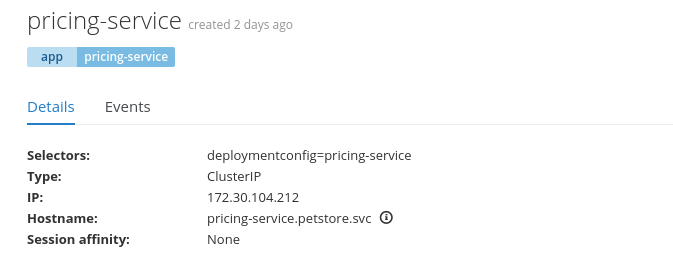 pricing-service created 2 days ago
app pricing-service
Details Events
Selectors: deploymentconfig=pricing-service
Type: ClusterIP
IP: 172.30.104.212
Hostname: pricing-service.petstore.svc
Session affinity: None